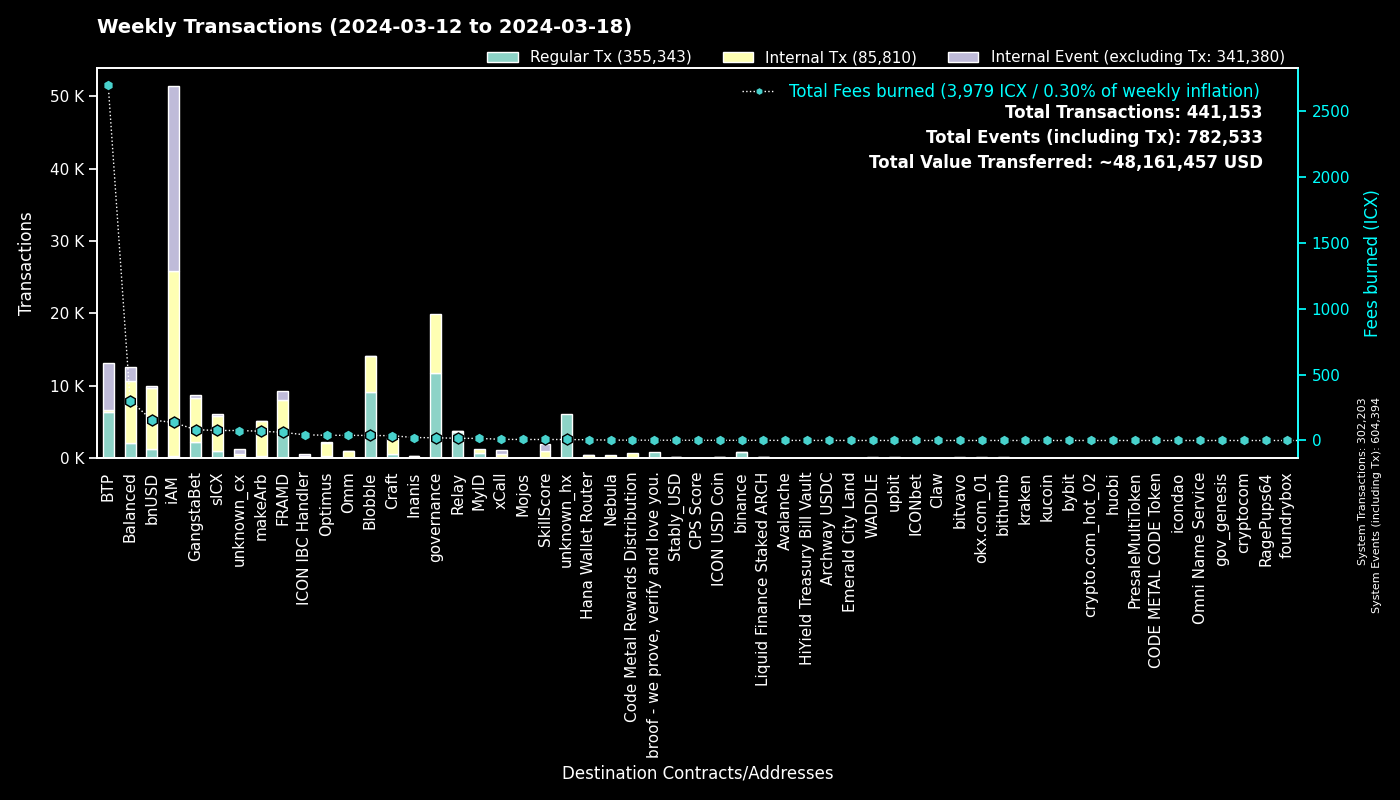 Weekly Transactions (2024-03-12 to 2024-03-18)
Regular Tx (355,343)
Internal Tx (85,810)
Internal Event (excluding Tx: 341,380)
Total Fees burned (3,979 ICX / 0.30% of weekly inflation)
Total Transactions: 441,153
Total Events (including Tx): 782,533
Total Value Transferred: ~48,161,457 USD
Transactions
50 K
40 K
30 K
20 K
10 K
0 K
2500
2000
1500
1000
500
0
Fees burned (ICX)
System Transactions: 302,203
System Events (including Tx): 604,394
BTP
Balanced
bnUSD
iAM
GangstaBet
sICX
unknown_cx
makeArb
FRAMD
ICON IBC Handler
Optimus
Omm
Blobble
Craft
Inanis
governance
Relay
MyID
xCall
Mojos
SkillScore
unknown_hx
Hana Wallet Router
Nebula
Code Metal Rewards Distribution
broof - we prove, verify and love you.
Stably_USD
CPS Score
ICON USD Coin
binance
Liquid Finance Staked ARCH
Avalanche
HiYield Treasury Bill Vault
Archway USDC
Emerald City Land
WADDLE
upbit
ICONbet
Claw
bitvavo
okx.com_01
bithumb
kraken
kucoin
bybit
crypto.com_hot_02
huobi
PresaleMultiToken
CODE METAL CODE Token
icondao
Omni Name Service
gov_genesis
cryptocom
RagePups64
foundrybox
Destination Contracts/Addresses